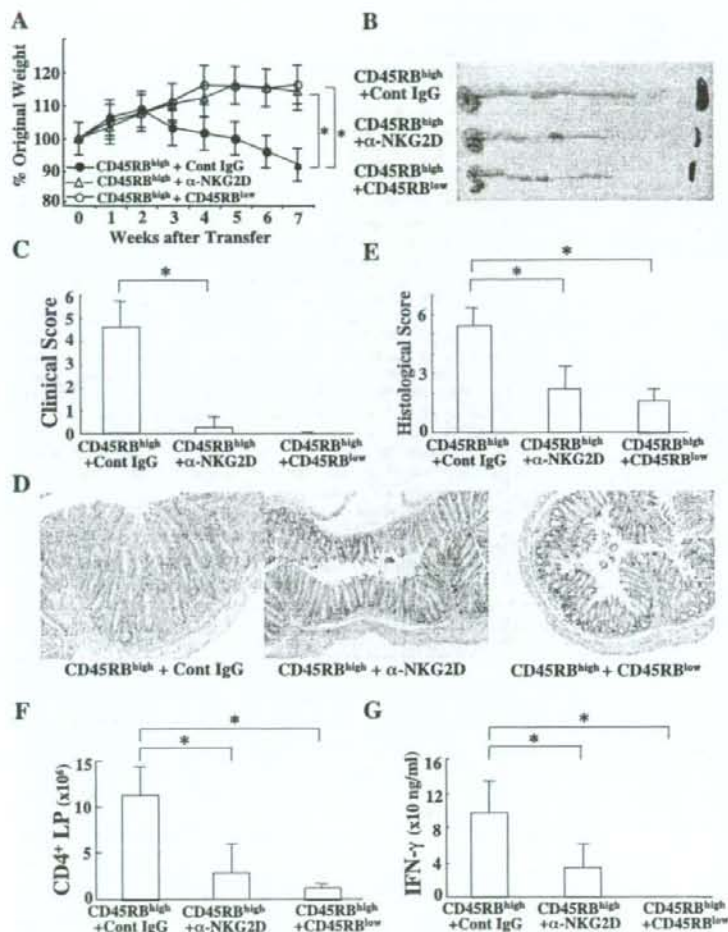 A
% Original Weight
120
110
100
90
80
CD45RBhigh + Cont IgG
CD45RBhigh + α-NKG2D
CD45RBhigh + CD45RBlow
* *
0 1 2 3 4 5 6 7
Weeks after Transfer
B
CD45RBhigh
+Cont IgG
CD45RBhigh
+α-NKG2D
CD45RBhigh
+CD45RBlow
C
*
Clinical Score
6
5
4
3
2
1
0
CD45RBhigh CD45RBhigh CD45RBhigh
+Cont IgG +α-NKG2D +CD45RBlow
E
*
*
Histological Score
6
3
0
CD45RBhigh CD45RBhigh CD45RBhigh
+Cont IgG +α-NKG2D +CD45RBlow
D
CD45RBhigh + Cont IgG CD45RBhigh + α-NKG2D CD45RBhigh + CD45RBlow
F
*
*
CD4+ LP (x10⁶)
15
10
5
0
CD45RBhigh CD45RBhigh CD45RBhigh
+Cont IgG +α-NKG2D +CD45RBlow
G
*
*
IFN-γ (x10 ng/ml)
16
12
8
4
0
CD45RBhigh CD45RBhigh CD45RBhigh
+Cont IgG +α-NKG2D +CD45RBlow